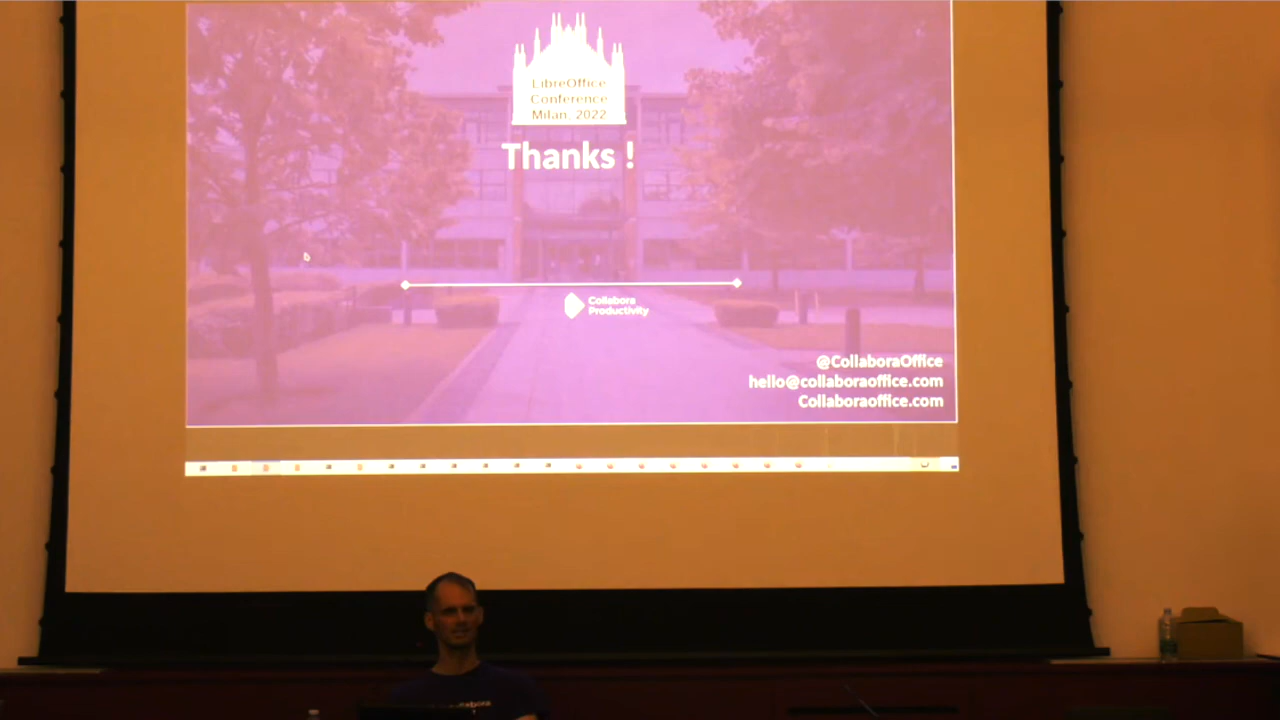 LibreOffice
Conference
Milan, 2022
Thanks !
Collabora
Productivity
@CollaboraOffice
hello@collaboraoffice.com
Collaboraoffice.com